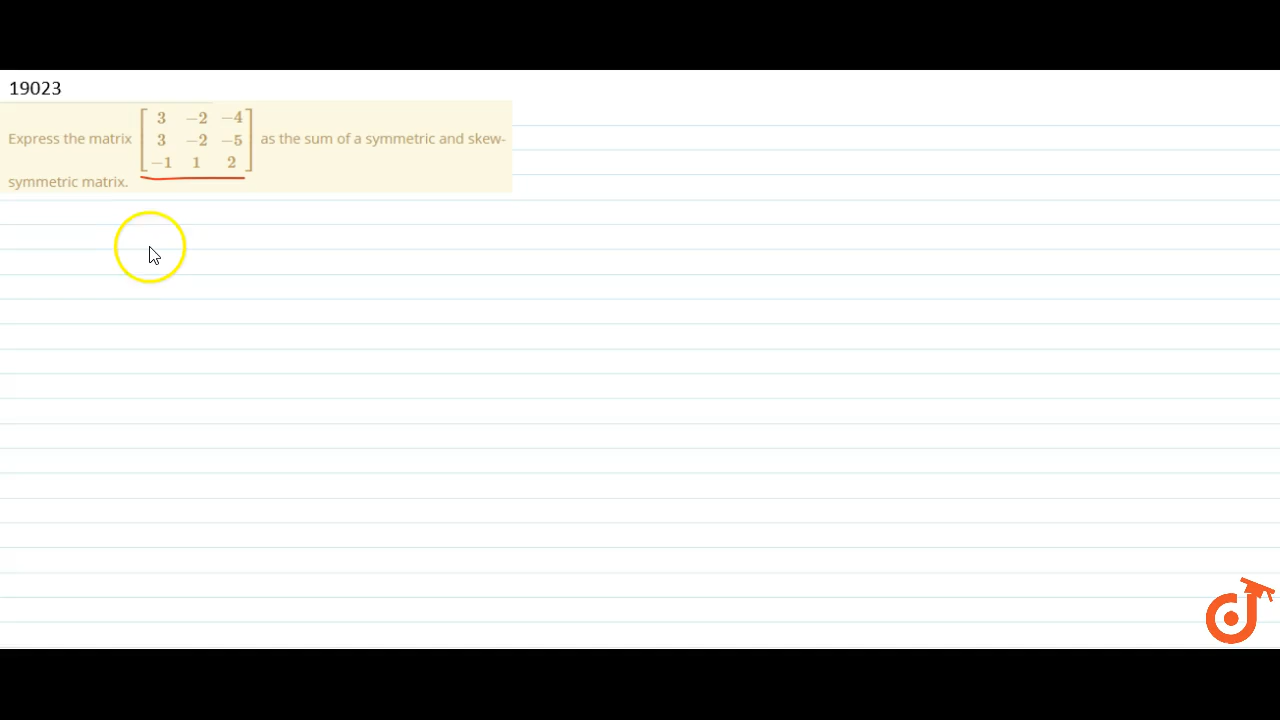 19023
Express the matrix [3 −2 −4
3 −2 −5
−1 1 2] as the sum of a symmetric and skew-
symmetric matrix.